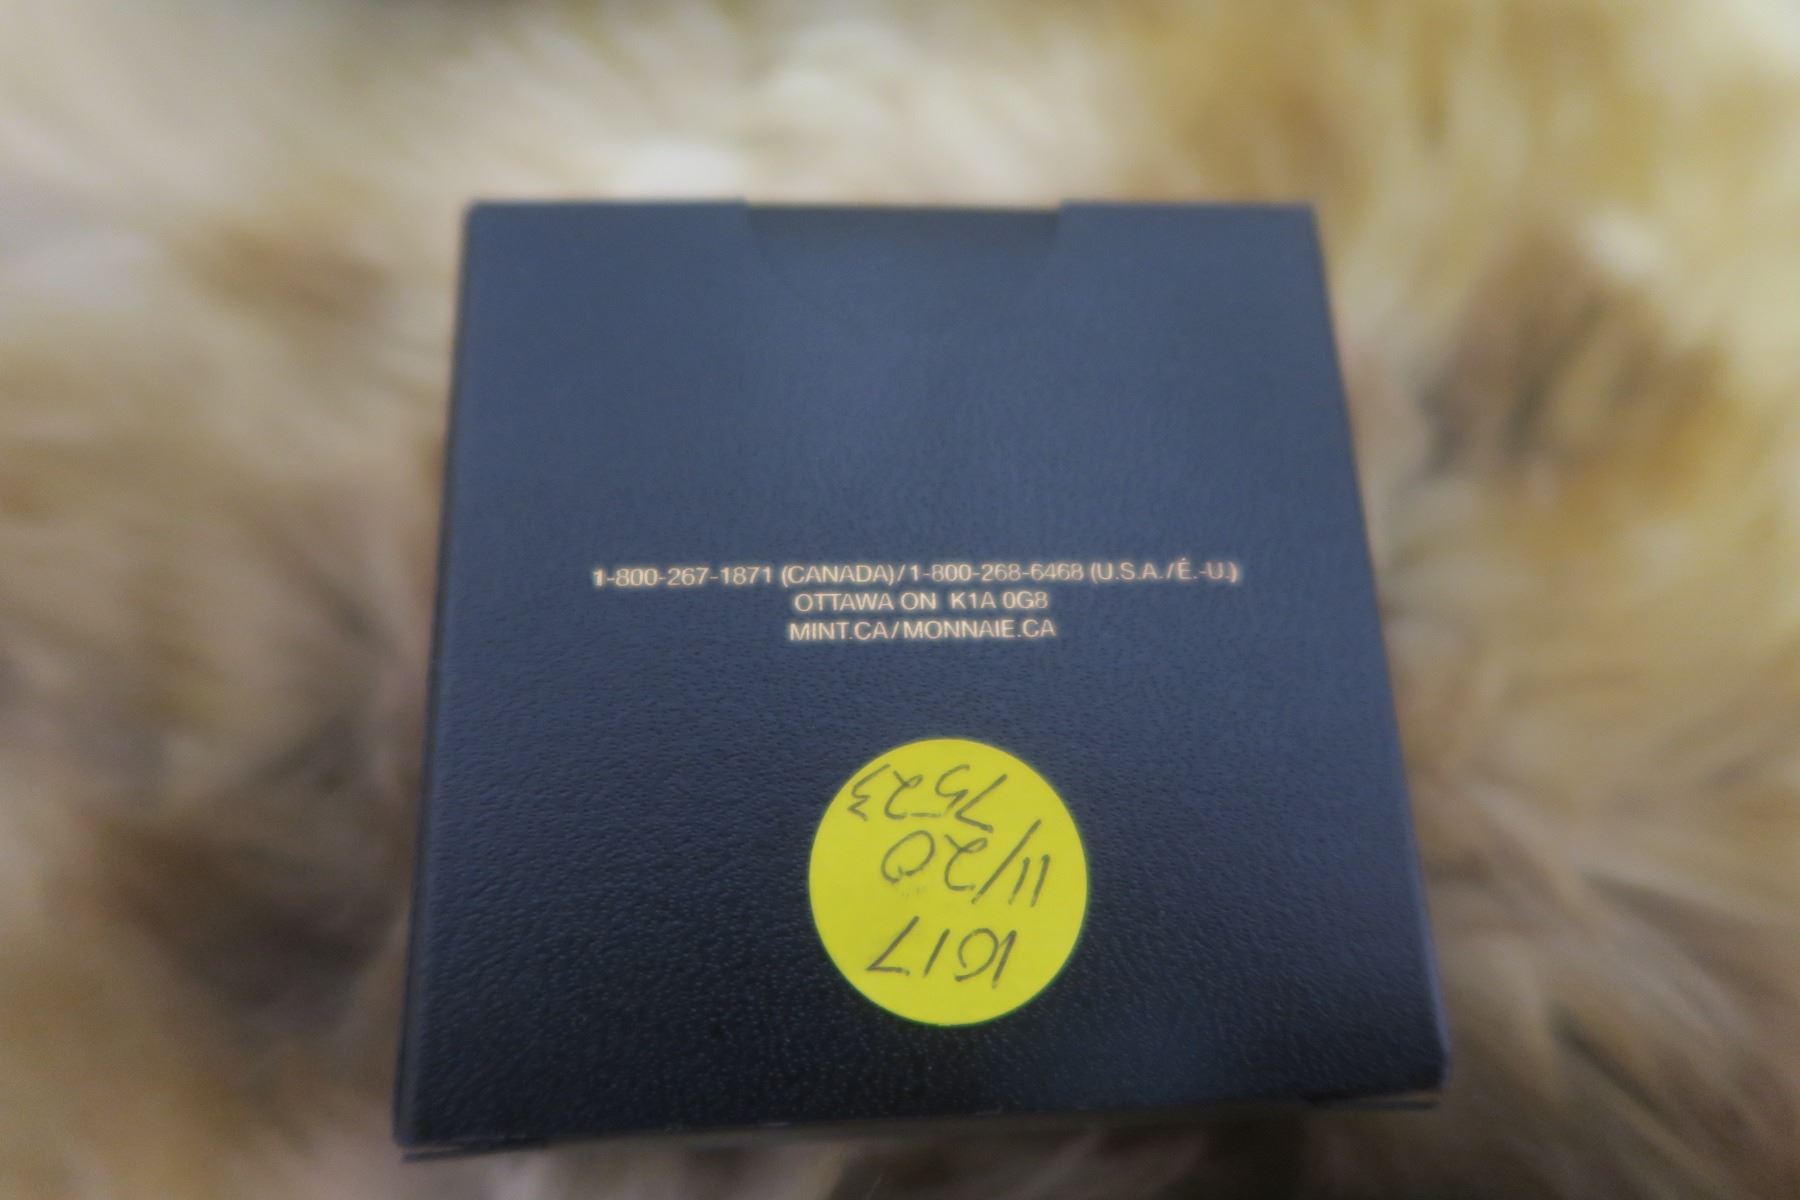 1-800-267-1871 (CANADA)/1-800-268-6468 (U.S.A./É.-U.)
OTTAWA ON K1A 0G8
MINT.CA/MONNAIE.CA
1617
11/20
7523